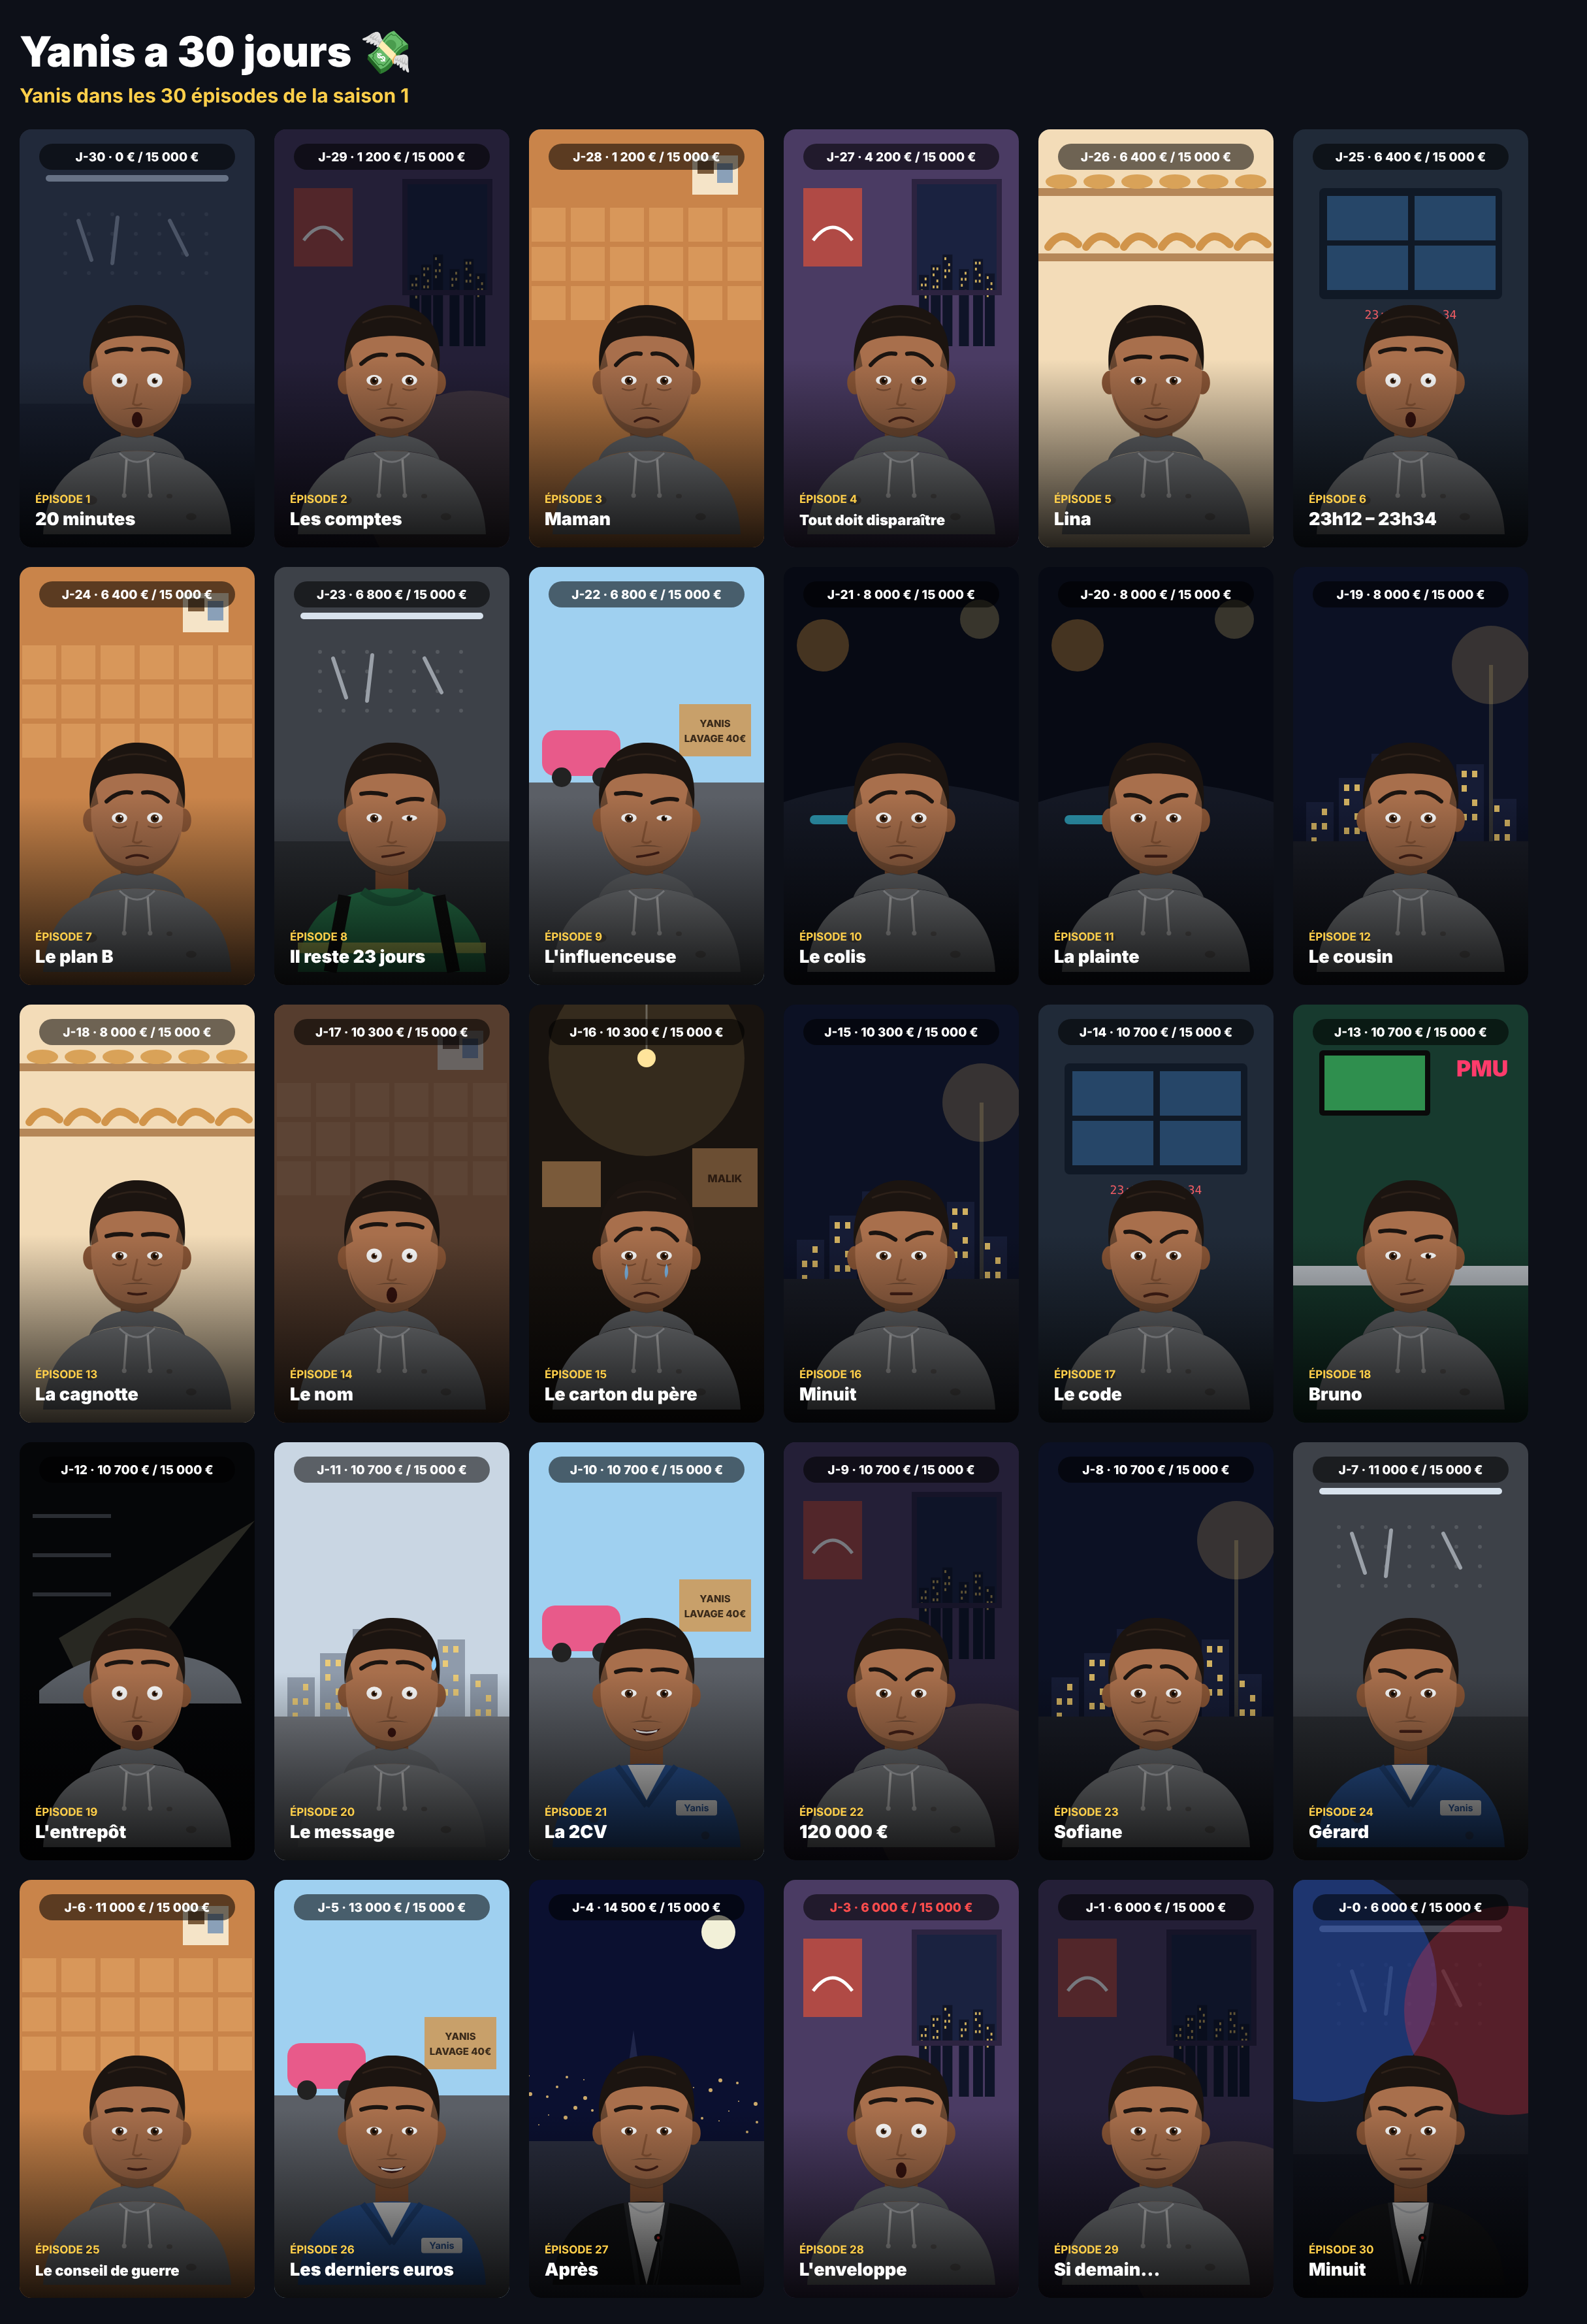 Yanis a 30 jours 💸
Yanis dans les 30 épisodes de la saison 1
J-30 · 0 € / 15 000 €
ÉPISODE 1
20 minutes
J-29 · 1 200 € / 15 000 €
ÉPISODE 2
Les comptes
J-28 · 1 200 € / 15 000 €
ÉPISODE 3
Maman
J-27 · 4 200 € / 15 000 €
ÉPISODE 4
Tout doit disparaître
J-26 · 6 400 € / 15 000 €
ÉPISODE 5
Lina
J-25 · 6 400 € / 15 000 €
23: 34
ÉPISODE 6
23h12 – 23h34
J-24 · 6 400 € / 15 000 €
ÉPISODE 7
Le plan B
J-23 · 6 800 € / 15 000 €
ÉPISODE 8
Il reste 23 jours
J-22 · 6 800 € / 15 000 €
YANIS
LAVAGE 40€
ÉPISODE 9
L'influenceuse
J-21 · 8 000 € / 15 000 €
ÉPISODE 10
Le colis
J-20 · 8 000 € / 15 000 €
ÉPISODE 11
La plainte
J-19 · 8 000 € / 15 000 €
ÉPISODE 12
Le cousin
J-18 · 8 000 € / 15 000 €
ÉPISODE 13
La cagnotte
J-17 · 10 300 € / 15 000 €
ÉPISODE 14
Le nom
J-16 · 10 300 € / 15 000 €
MALIK
ÉPISODE 15
Le carton du père
J-15 · 10 300 € / 15 000 €
ÉPISODE 16
Minuit
J-14 · 10 700 € / 15 000 €
23: 34
ÉPISODE 17
Le code
J-13 · 10 700 € / 15 000 €
PMU
ÉPISODE 18
Bruno
J-12 · 10 700 € / 15 000 €
ÉPISODE 19
L'entrepôt
J-11 · 10 700 € / 15 000 €
ÉPISODE 20
Le message
J-10 · 10 700 € / 15 000 €
YANIS
LAVAGE 40€
Yanis
ÉPISODE 21
La 2CV
J-9 · 10 700 € / 15 000 €
ÉPISODE 22
120 000 €
J-8 · 10 700 € / 15 000 €
ÉPISODE 23
Sofiane
J-7 · 11 000 € / 15 000 €
Yanis
ÉPISODE 24
Gérard
J-6 · 11 000 € / 15 000 €
ÉPISODE 25
Le conseil de guerre
J-5 · 13 000 € / 15 000 €
YANIS
LAVAGE 40€
Yanis
ÉPISODE 26
Les derniers euros
J-4 · 14 500 € / 15 000 €
ÉPISODE 27
Après
J-3 · 6 000 € / 15 000 €
ÉPISODE 28
L'enveloppe
J-1 · 6 000 € / 15 000 €
ÉPISODE 29
Si demain…
J-0 · 6 000 € / 15 000 €
ÉPISODE 30
Minuit